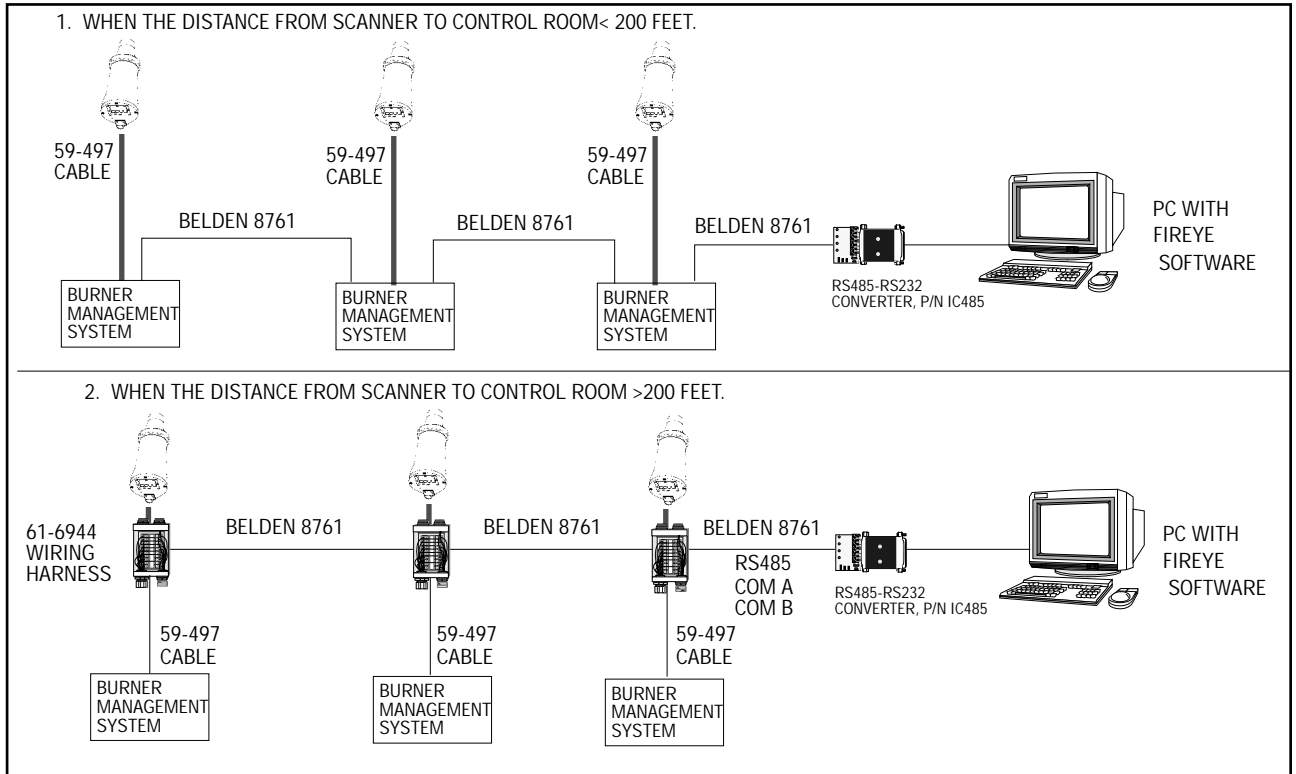 1. WHEN THE DISTANCE FROM SCANNER TO CONTROL ROOM< 200 FEET.
59-497
CABLE
59-497
CABLE
59-497
CABLE
BELDEN 8761
BELDEN 8761
BELDEN 8761
BURNER
MANAGEMENT
SYSTEM
BURNER
MANAGEMENT
SYSTEM
BURNER
MANAGEMENT
SYSTEM
RS485-RS232
CONVERTER, P/N IC485
PC WITH
FIREYE
SOFTWARE
2. WHEN THE DISTANCE FROM SCANNER TO CONTROL ROOM >200 FEET.
61-6944
WIRING
HARNESS
BELDEN 8761
BELDEN 8761
BELDEN 8761
RS485
COM A
COM B
RS485-RS232
CONVERTER, P/N IC485
PC WITH
FIREYE
SOFTWARE
59-497
CABLE
59-497
CABLE
59-497
CABLE
BURNER
MANAGEMENT
SYSTEM
BURNER
MANAGEMENT
SYSTEM
BURNER
MANAGEMENT
SYSTEM